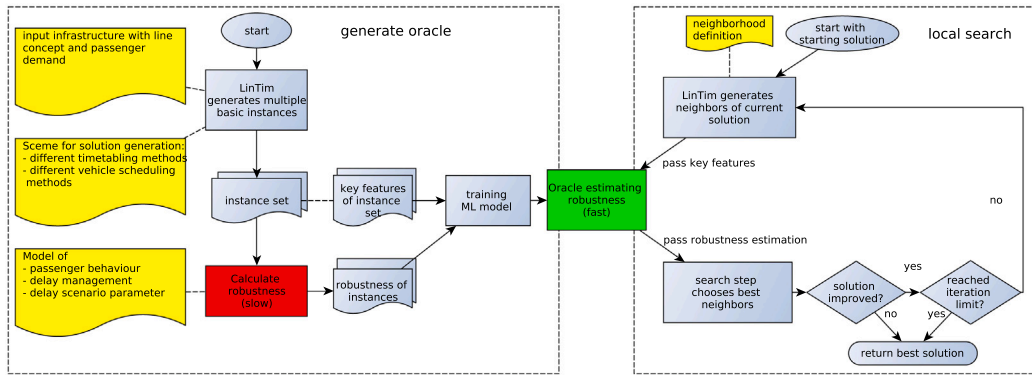 generate oracle
start
input infrastructure with line
concept and passenger
demand
LinTim
generates multiple
basic instances
Sceme for solution generation:
- different timetabling methods
- different vehicle scheduling
methods
instance set
key features
of instance
set
training
ML model
Oracle estimating
robustness
(fast)
Model of
- passenger behaviour
- delay management
- delay scenario parameter
Calculate
robustness
(slow)
robustness of
instances
local search
neighborhood
definition
start with
starting solution
LinTim generates
neighbors of current
solution
pass key features
no
pass robustness estimation
search step
chooses best
neighbors
solution
improved?
yes
reached
iteration
limit?
no
yes
return best solution